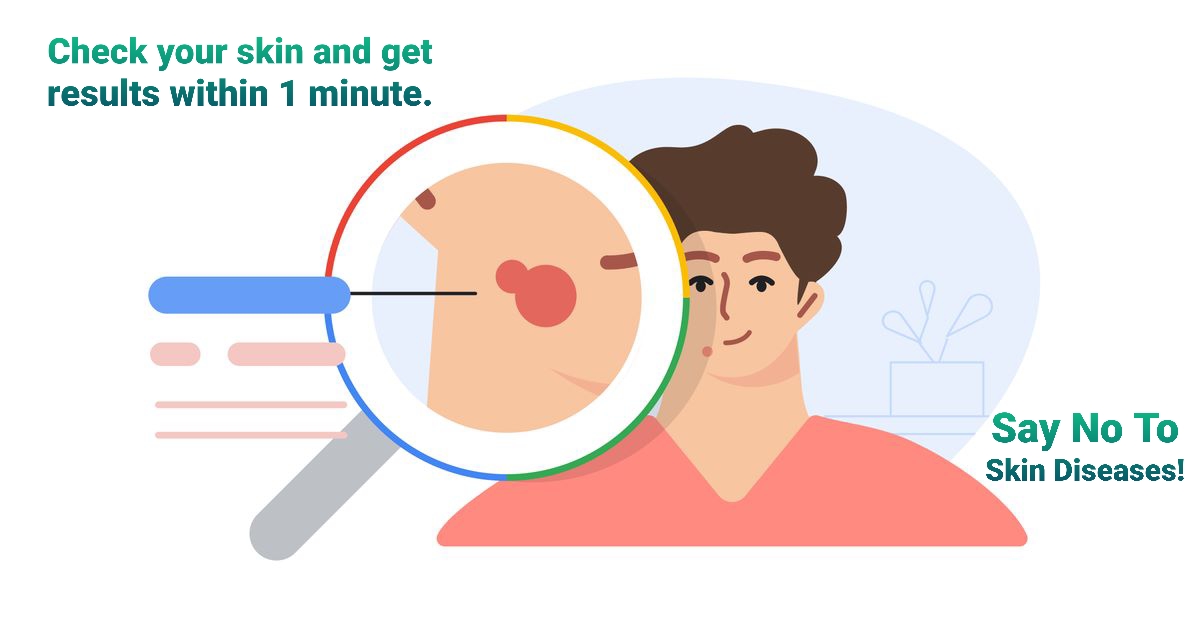 Check your skin and get
results within 1 minute.
Say No To
Skin Diseases!